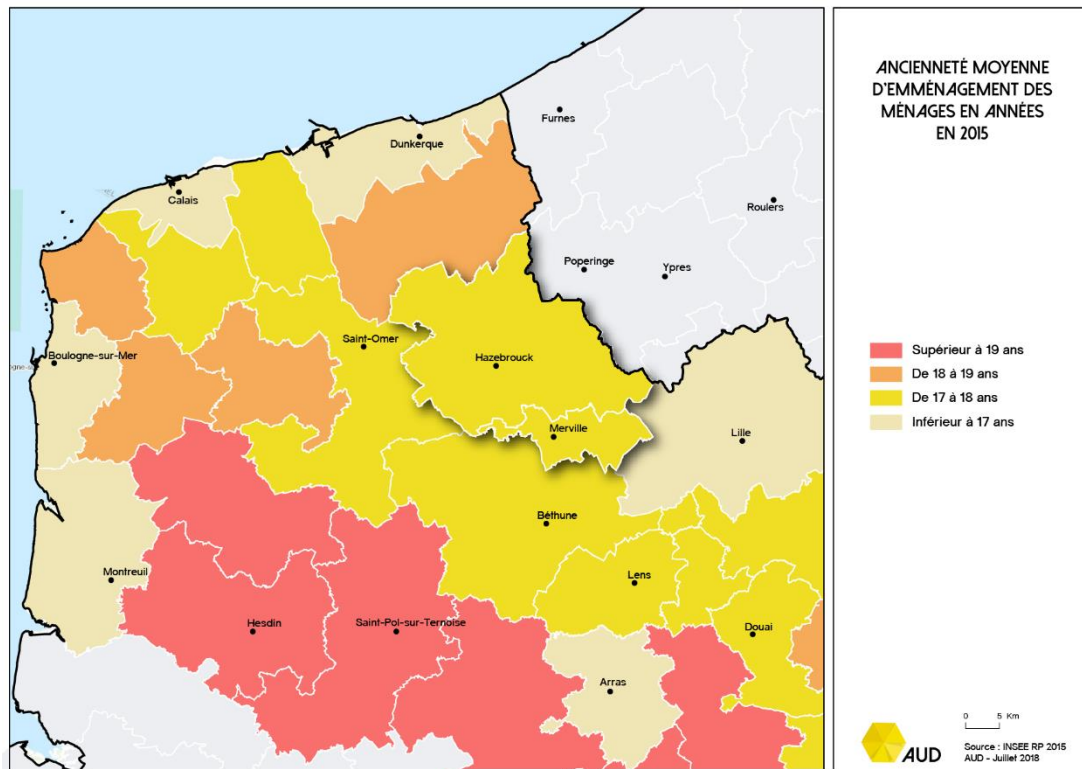 ANCIENNETÉ MOYENNE
D'EMMÉNAGEMENT DES
MÉNAGES EN ANNÉES
EN 2015
Furnes
Dunkerque
Calais
Roulers
Poperinge
Ypres
Saint-Omer
Boulogne-sur-Mer
Hazebrouck
Merville
Lille
Béthune
Montreuil
Lens
Hesdin
Saint-Pol-sur-Ternoise
Douai
Arras
Supérieur à 19 ans
De 18 à 19 ans
De 17 à 18 ans
Inférieur à 17 ans
0 5 Km
AUD
Source : INSEE RP 2015
AUD - Juillet 2018